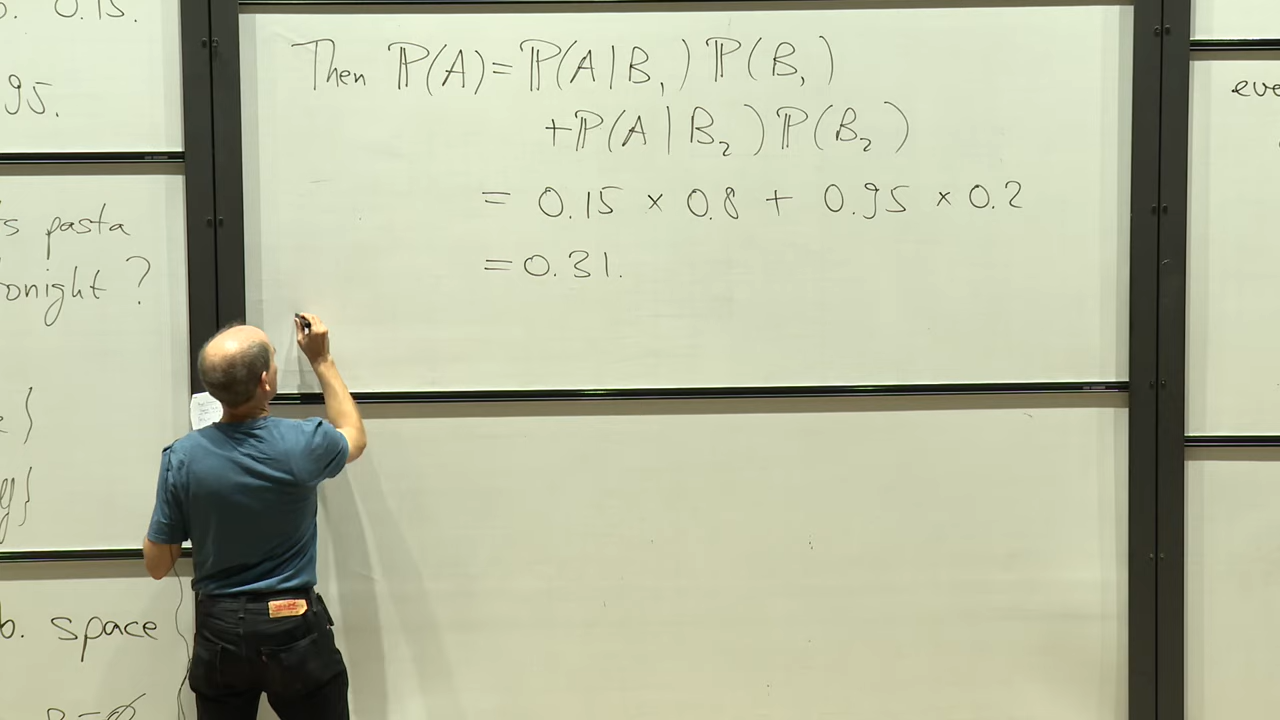 0.15.
95.
s pasta
onight ?
}
y}
b. space
= ∅
Then ℙ(A) = ℙ(A|B₁) ℙ(B₁)
+ ℙ(A|B₂) ℙ(B₂)
= 0.15 × 0.8 + 0.95 × 0.2
= 0.31.
eve